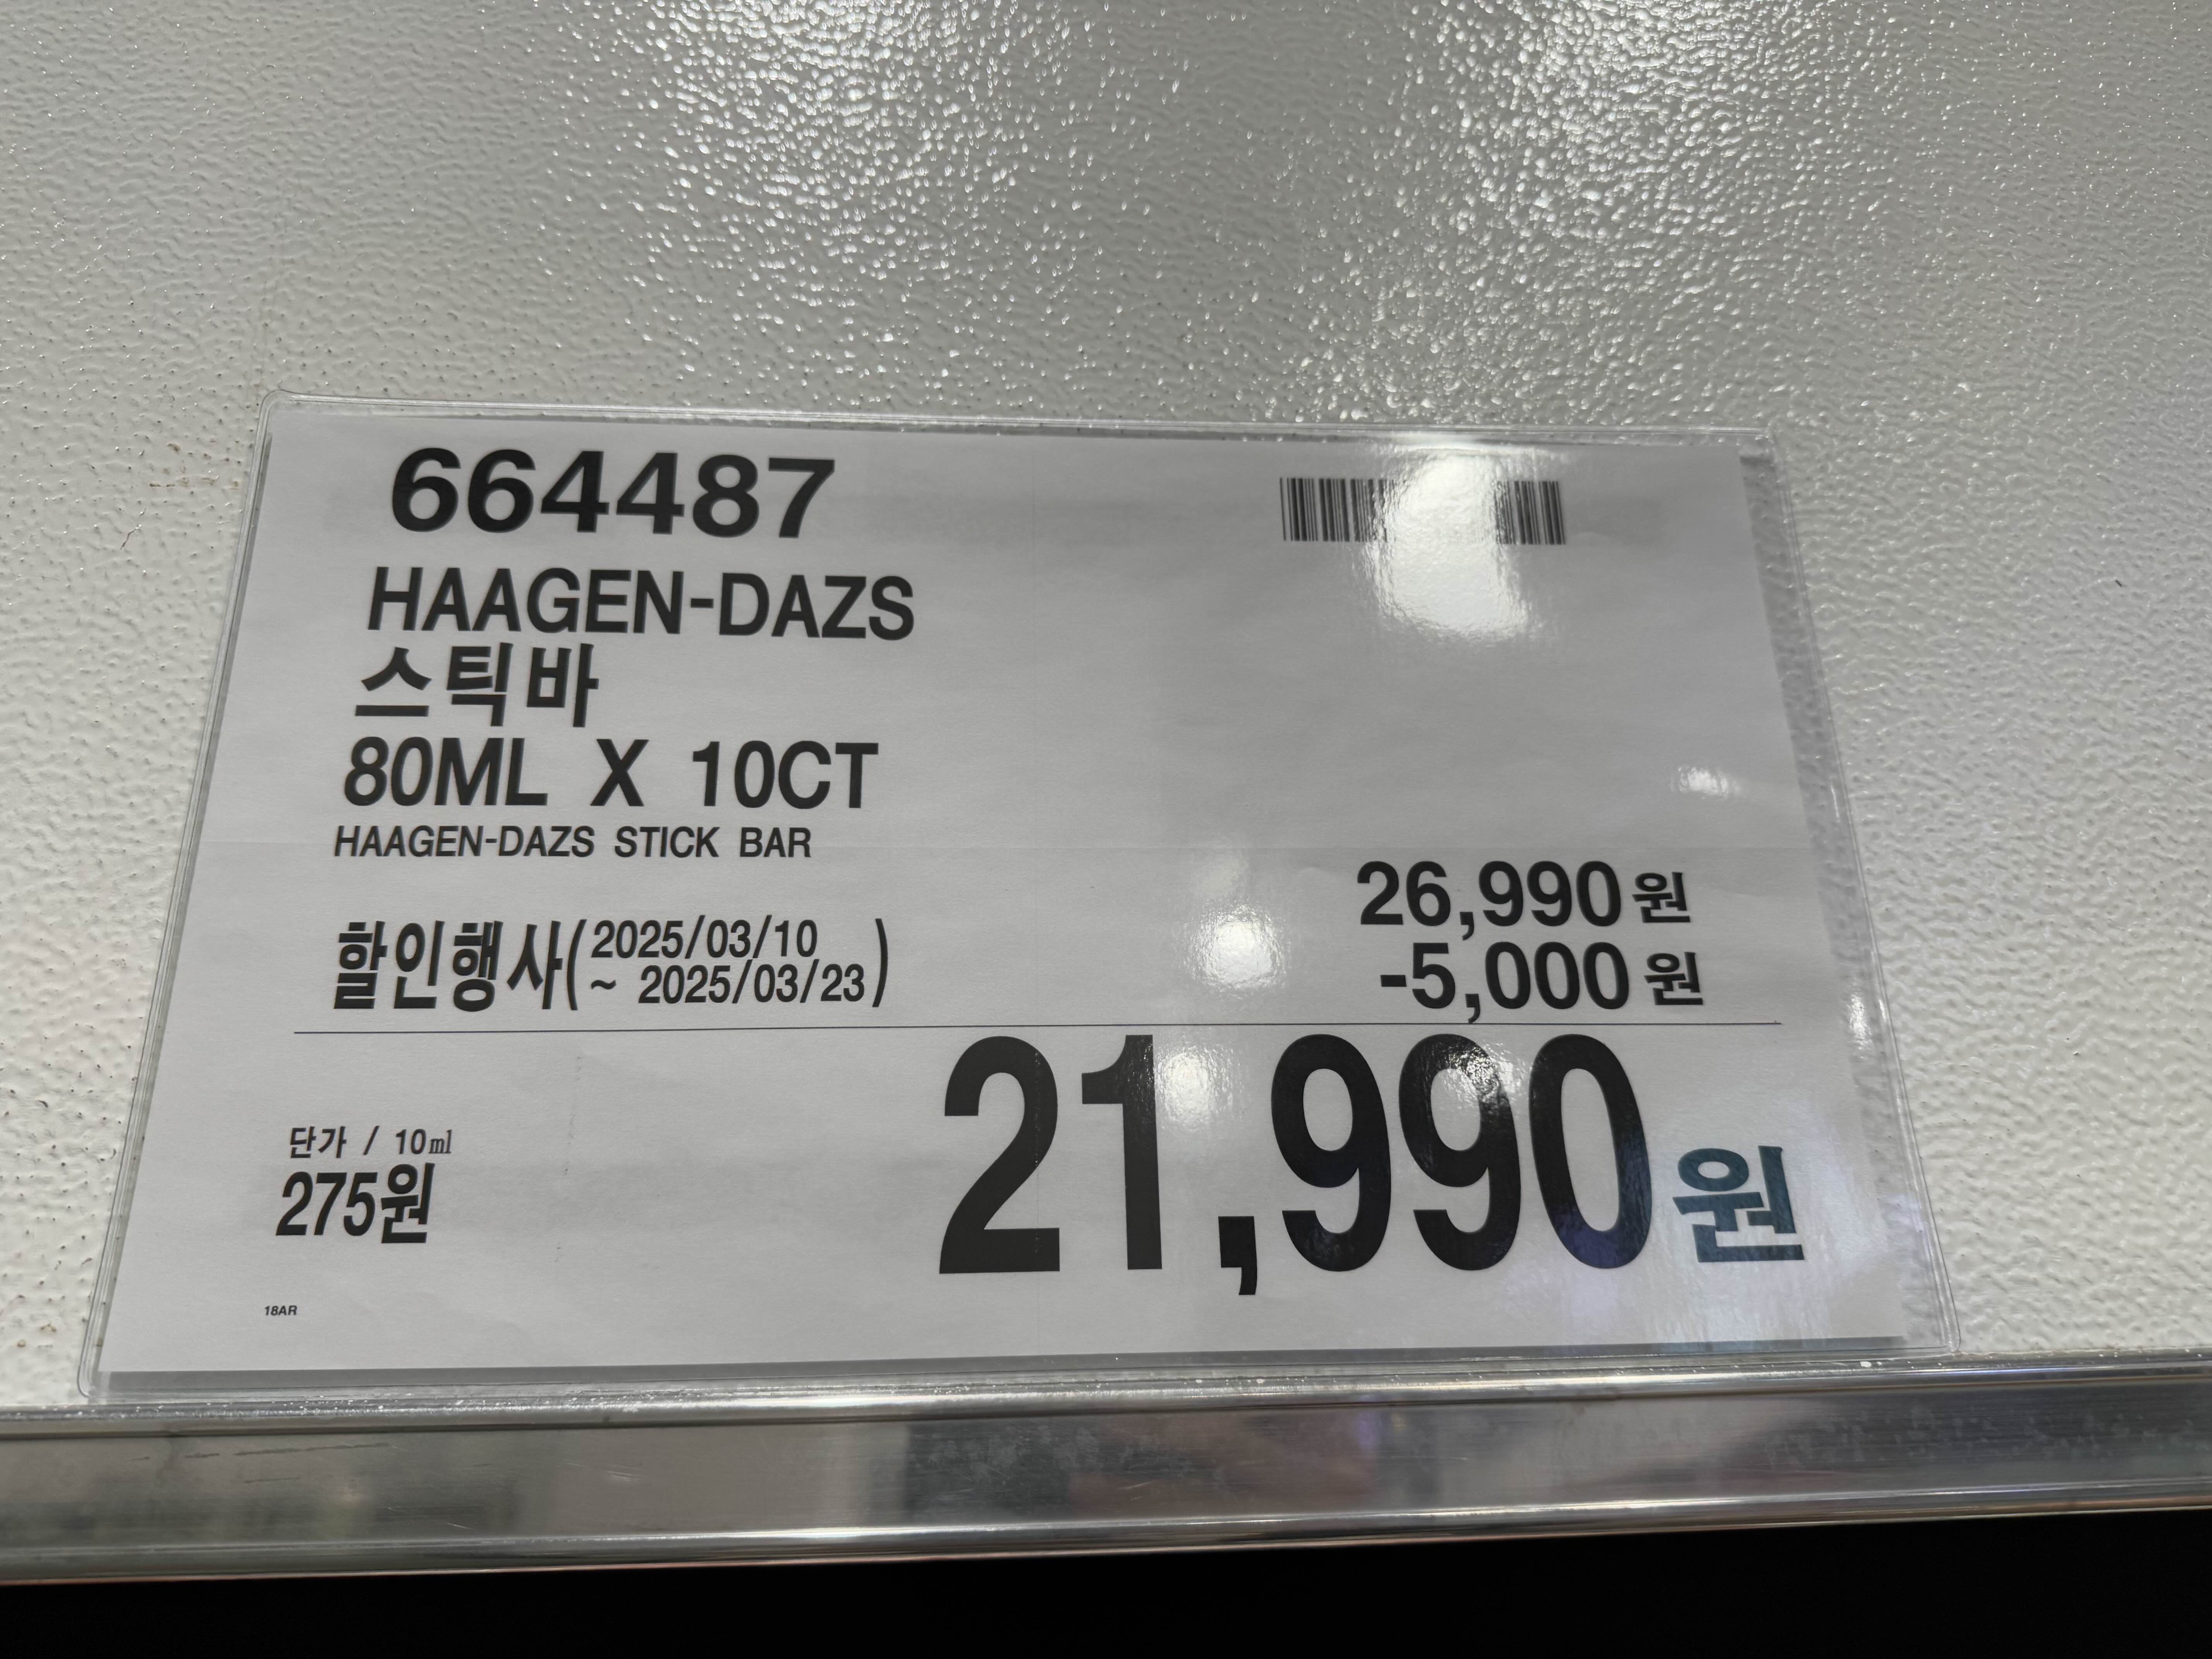 664487
HAAGEN-DAZS
스틱바
80ML X 10CT
HAAGEN-DAZS STICK BAR
26,990원
할인행사(2025/03/10 ~ 2025/03/23) -5,000원
21,990원
단가 / 10㎖
275원
18AR